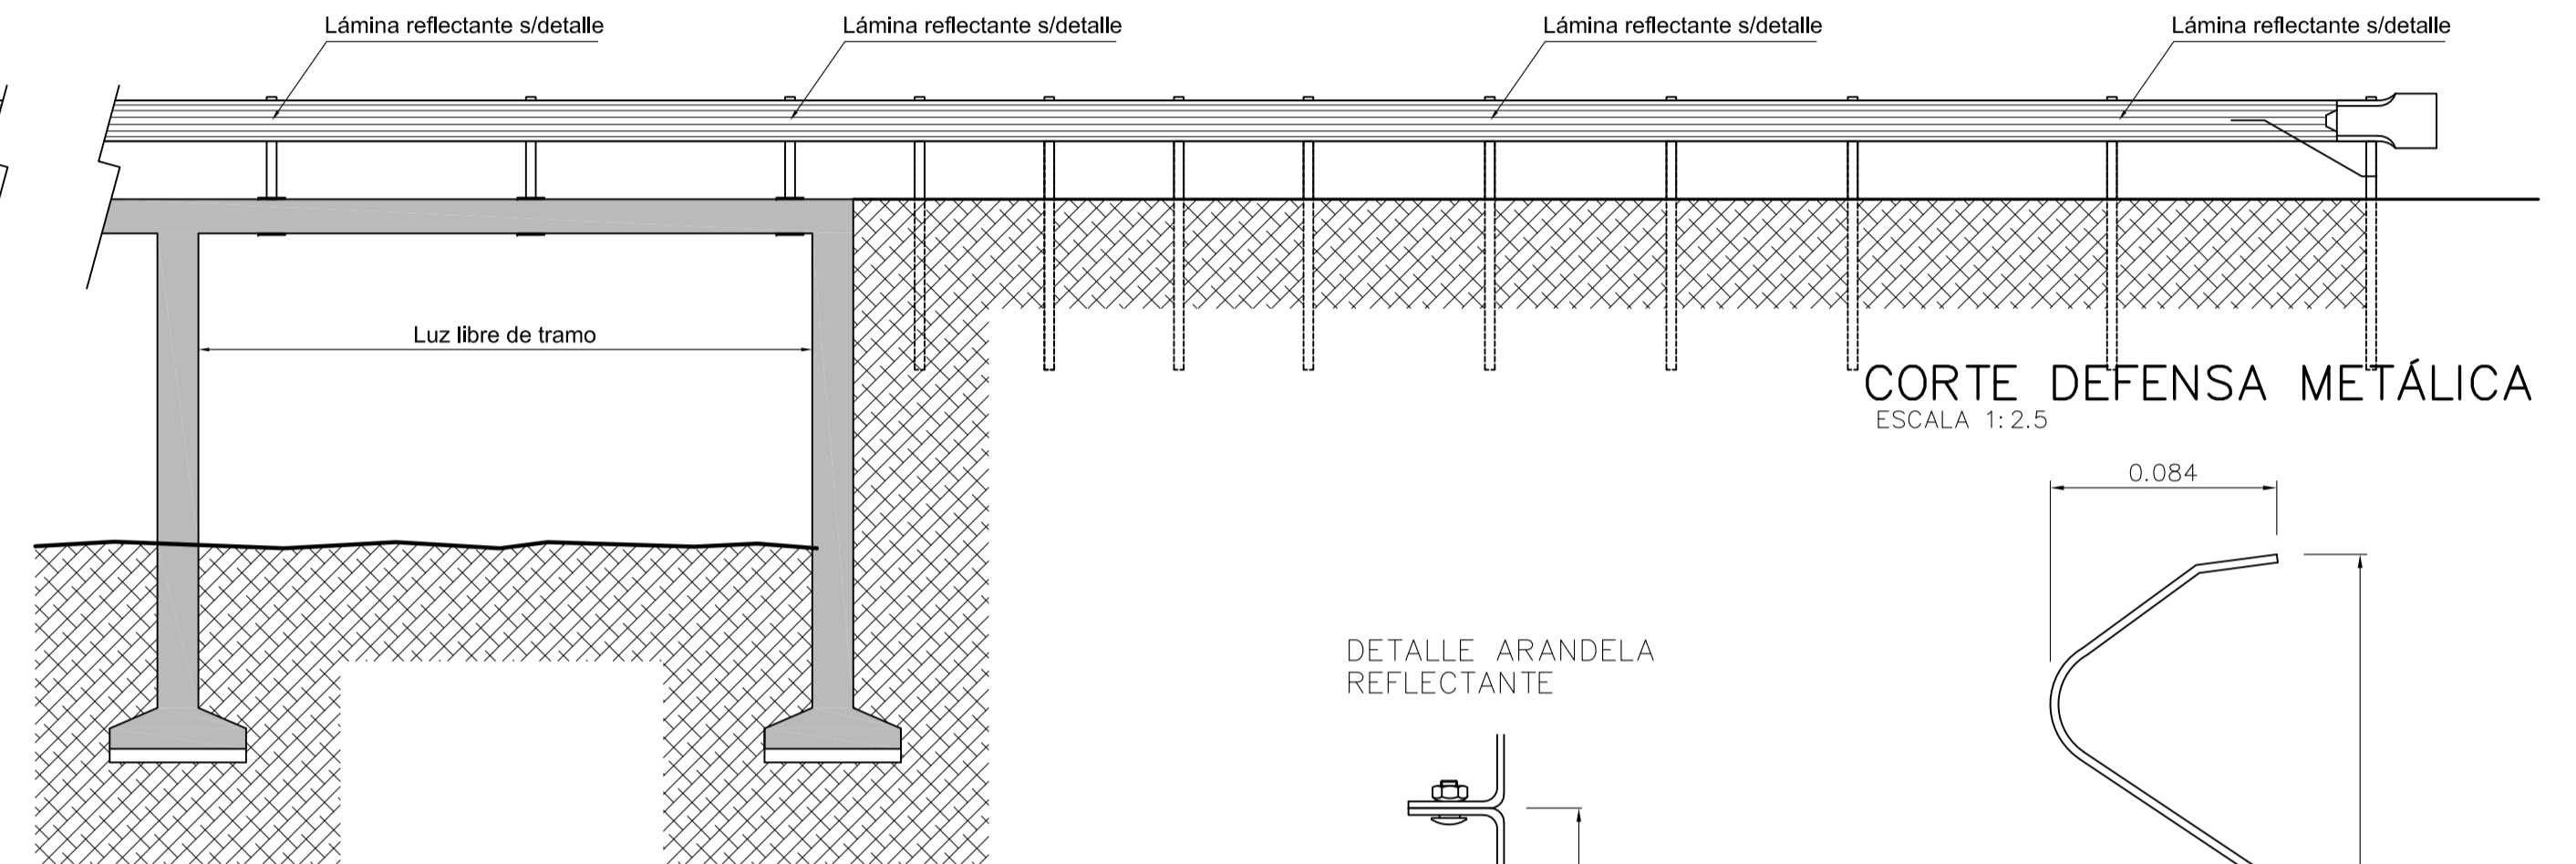 Lámina reflectante s/detalle
Lámina reflectante s/detalle
Lámina reflectante s/detalle
Lámina reflectante s/detalle
Luz libre de tramo
CORTE DEFENSA METÁLICA
ESCALA 1:2.5
0.084
DETALLE ARANDELA
REFLECTANTE